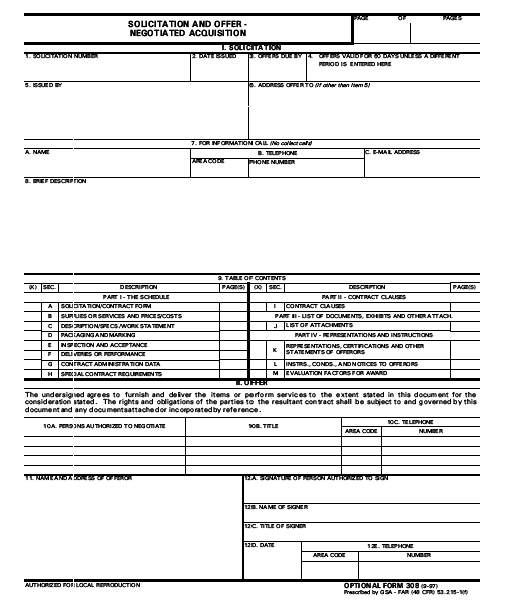 SOLICITATION AND OFFER - NEGOTIATED ACQUISITION
PAGE OF PAGES
I. SOLICITATION
1. SOLICITATION NUMBER
2. DATE ISSUED
3. OFFERS DUE BY
4. OFFERS VALID FOR 60 DAYS UNLESS A DIFFERENT
PERIOD IS ENTERED HERE
5. ISSUED BY
6. ADDRESS OFFER TO (If other than item 5)
7. FOR INFORMATION CALL (No collect calls)
A. NAME
B. TELEPHONE
C. E-MAIL ADDRESS
AREA CODE
PHONE NUMBER
8. BRIEF DESCRIPTION
9. TABLE OF CONTENTS
(X) SEC. DESCRIPTION PAGE(S) (X) SEC. DESCRIPTION PAGE(S)
PART I - THE SCHEDULE
PART II - CONTRACT CLAUSES
A SOLICITATION/CONTRACT FORM
I CONTRACT CLAUSES
B SUPPLIES OR SERVICES AND PRICES/COSTS
PART III - LIST OF DOCUMENTS, EXHIBITS AND OTHER ATTACH.
C DESCRIPTION/SPECS./WORK STATEMENT
J LIST OF ATTACHMENTS
D PACKAGING AND MARKING
PART IV - REPRESENTATIONS AND INSTRUCTIONS
E INSPECTION AND ACCEPTANCE
K REPRESENTATIONS, CERTIFICATIONS AND OTHER
STATEMENTS OF OFFERORS
F DELIVERIES OR PERFORMANCE
G CONTRACT ADMINISTRATION DATA
L INSTRS., CONDS., AND NOTICES TO OFFERORS
H SPECIAL CONTRACT REQUIREMENTS
M EVALUATION FACTORS FOR AWARD
II. OFFER
The undersigned agrees to furnish and deliver the items or perform services to the extent stated in this document for the
consideration stated. The rights and obligations of the parties to the resultant contract shall be subject to and governed by this
document and any documents attached or incorporated by reference.
10A. PERSONS AUTHORIZED TO NEGOTIATE
10B. TITLE
10C. TELEPHONE
AREA CODE
NUMBER
11. NAME AND ADDRESS OF OFFEROR
12A. SIGNATURE OF PERSON AUTHORIZED TO SIGN
12B. NAME OF SIGNER
12C. TITLE OF SIGNER
12D. DATE
12E. TELEPHONE
AREA CODE
NUMBER
AUTHORIZED FOR LOCAL REPRODUCTION
OPTIONAL FORM 308 (9-97)
Prescribed by GSA - FAR (48 CFR) 53.215-1(f)